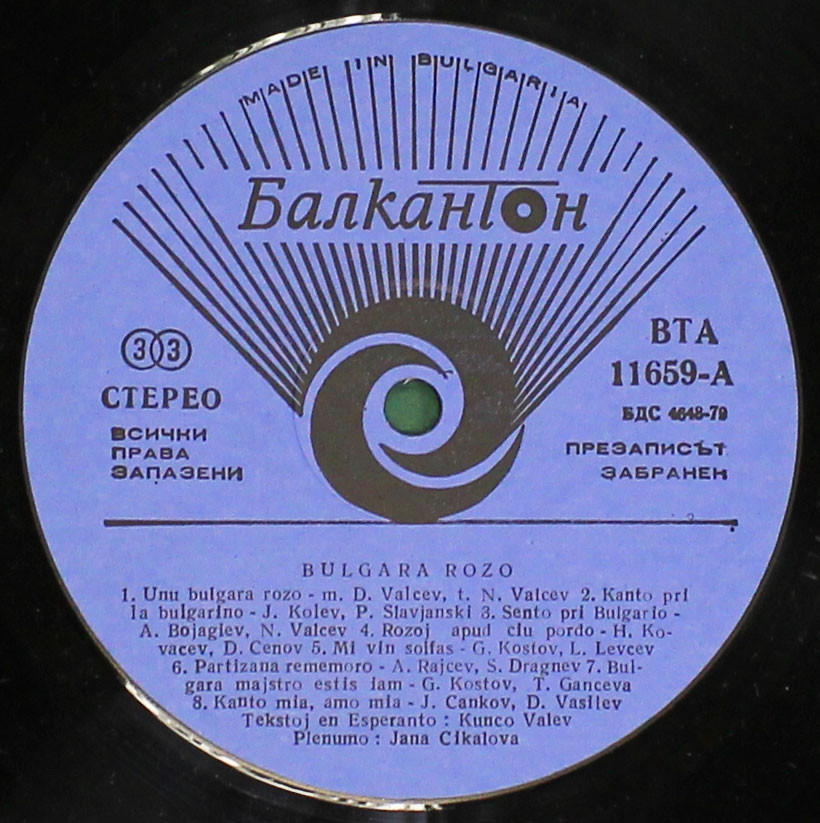 MADE IN BULGARIA
Балкантон
33
СТЕРЕО
ВСИЧКИ
ПРАВА
ЗАПАЗЕНИ
ВТА
11659-А
БДС 4648-79
ПРЕЗАПИСЪТ
ЗАБРАНЕН
BULGARA ROZO
1. Unu bulgara rozo - m. D. Valcev, t. N. Valcev 2. Kanto pri
la bulgarino - J. Kolev, P. Slavjanski 3. Sento pri Bulgario -
A. Bojagiev, N. Valcev 4. Rozoj apud ciu pordo - H. Ko-
vacev, D. Cenov 5. Mi vin solfas - G. Kostov, L. Levcev
6. Partizana rememoro - A. Rajcev, S. Dragnev 7. Bul-
gara majstro estis iam - G. Kostov, T. Ganceva
8. Kanto mia, amo mia - J. Cankov, D. Vasilev
Tekstoj en Esperanto : Kunco Valev
Plenumo : Jana Cikalova